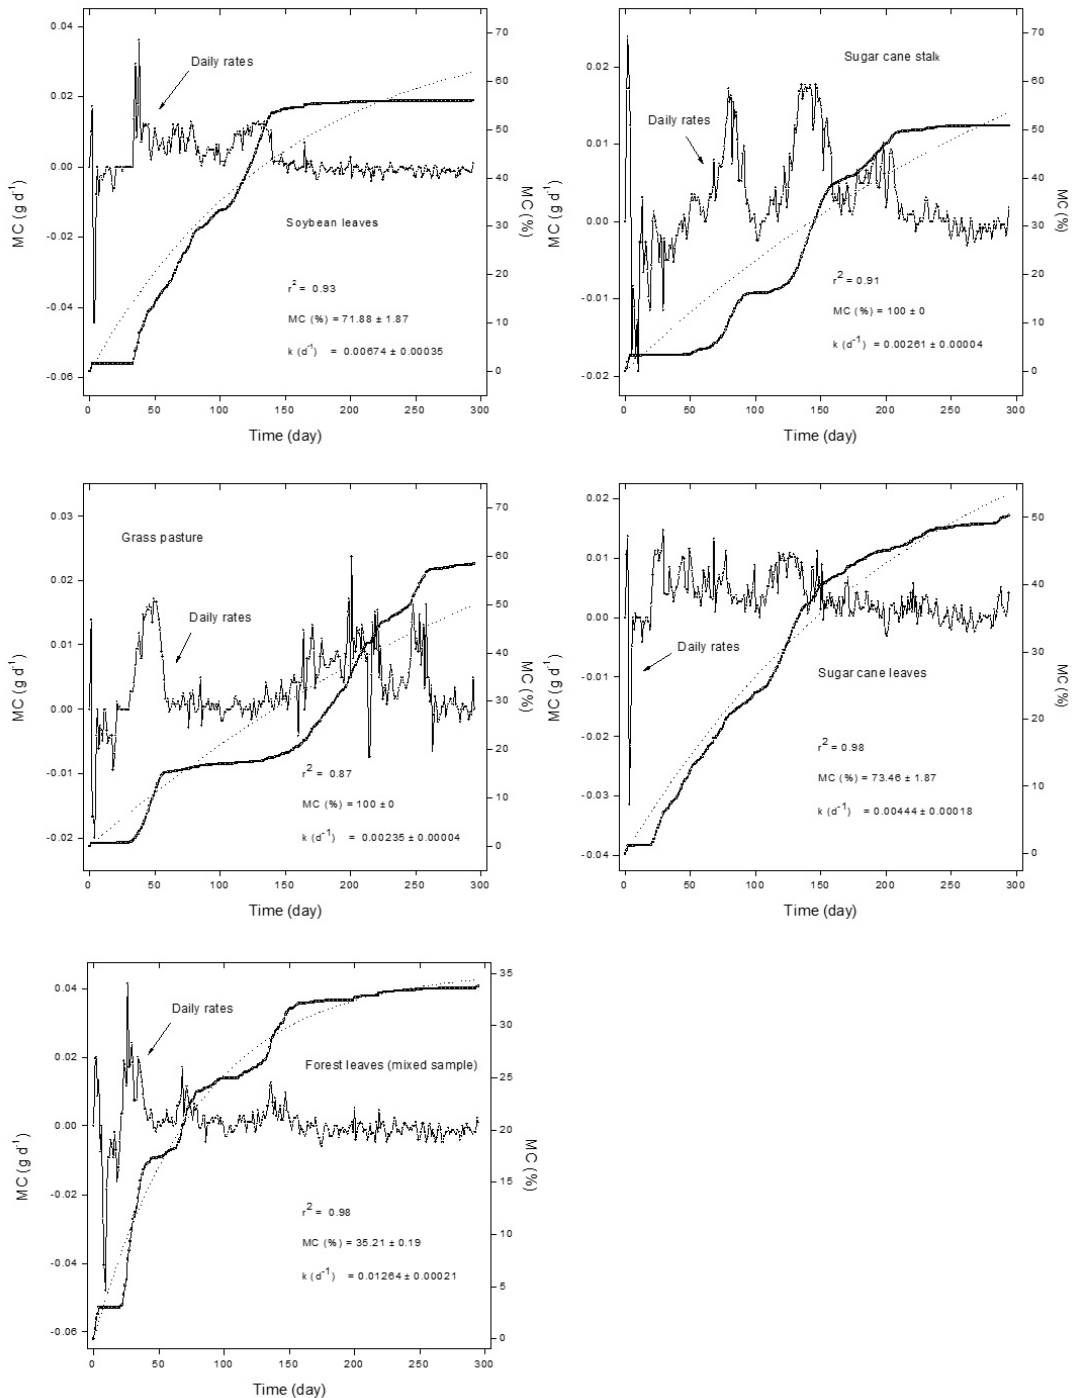 0.04
0.02
0.00
-0.02
-0.04
-0.06
MC (g d-1)
70
60
50
40
30
20
10
0
MC (%)
Daily rates
Soybean leaves
r2 = 0.93
MC (%) = 71.88 ± 1.87
k (d-1) = 0.00674 ± 0.00035
0 50 100 150 200 250 300
Time (day)
0.02
0.01
0.00
-0.01
-0.02
MC (g d-1)
70
60
50
40
30
20
10
0
MC (%)
Sugar cane stalk
Daily rates
r2 = 0.91
MC (%) = 100 ± 0
k (d-1) = 0.00261 ± 0.00004
0 50 100 150 200 250 300
Time (day)
0.03
0.02
0.01
0.00
-0.01
-0.02
MC (g d-1)
70
60
50
40
30
20
10
0
MC (%)
Grass pasture
Daily rates
r2 = 0.87
MC (%) = 100 ± 0
k (d-1) = 0.00235 ± 0.00004
0 50 100 150 200 250 300
Time (day)
0.02
0.01
0.00
-0.01
-0.02
-0.03
-0.04
MC (g d-1)
50
40
30
20
10
0
MC (%)
Daily rates
Sugar cane leaves
r2 = 0.98
MC (%) = 73.46 ± 1.87
k (d-1) = 0.00444 ± 0.00018
0 50 100 150 200 250 300
Time (day)
0.04
0.02
0.00
-0.02
-0.04
-0.06
MC (g d-1)
35
30
25
20
15
10
5
0
MC (%)
Daily rates
Forest leaves (mixed sample)
r2 = 0.98
MC (%) = 35.21 ± 0.19
k (d-1) = 0.01264 ± 0.00021
0 50 100 150 200 250 300
Time (day)